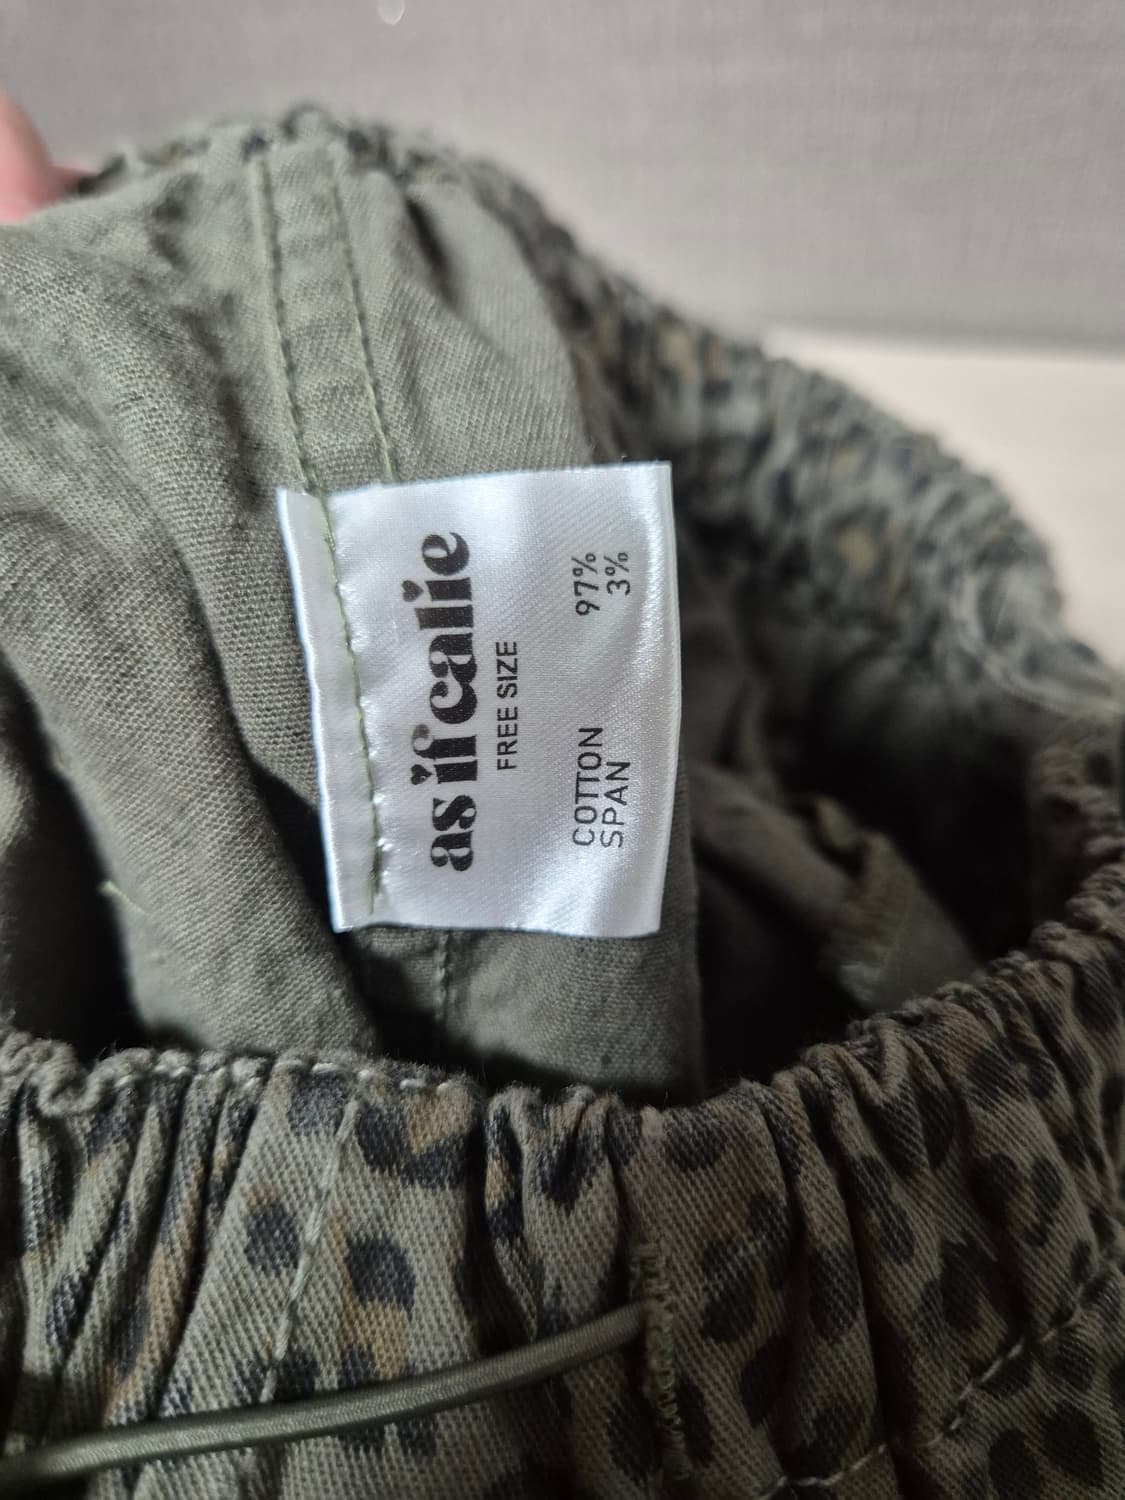 as if calie
FREE SIZE
COTTON 97%
SPAN 3%